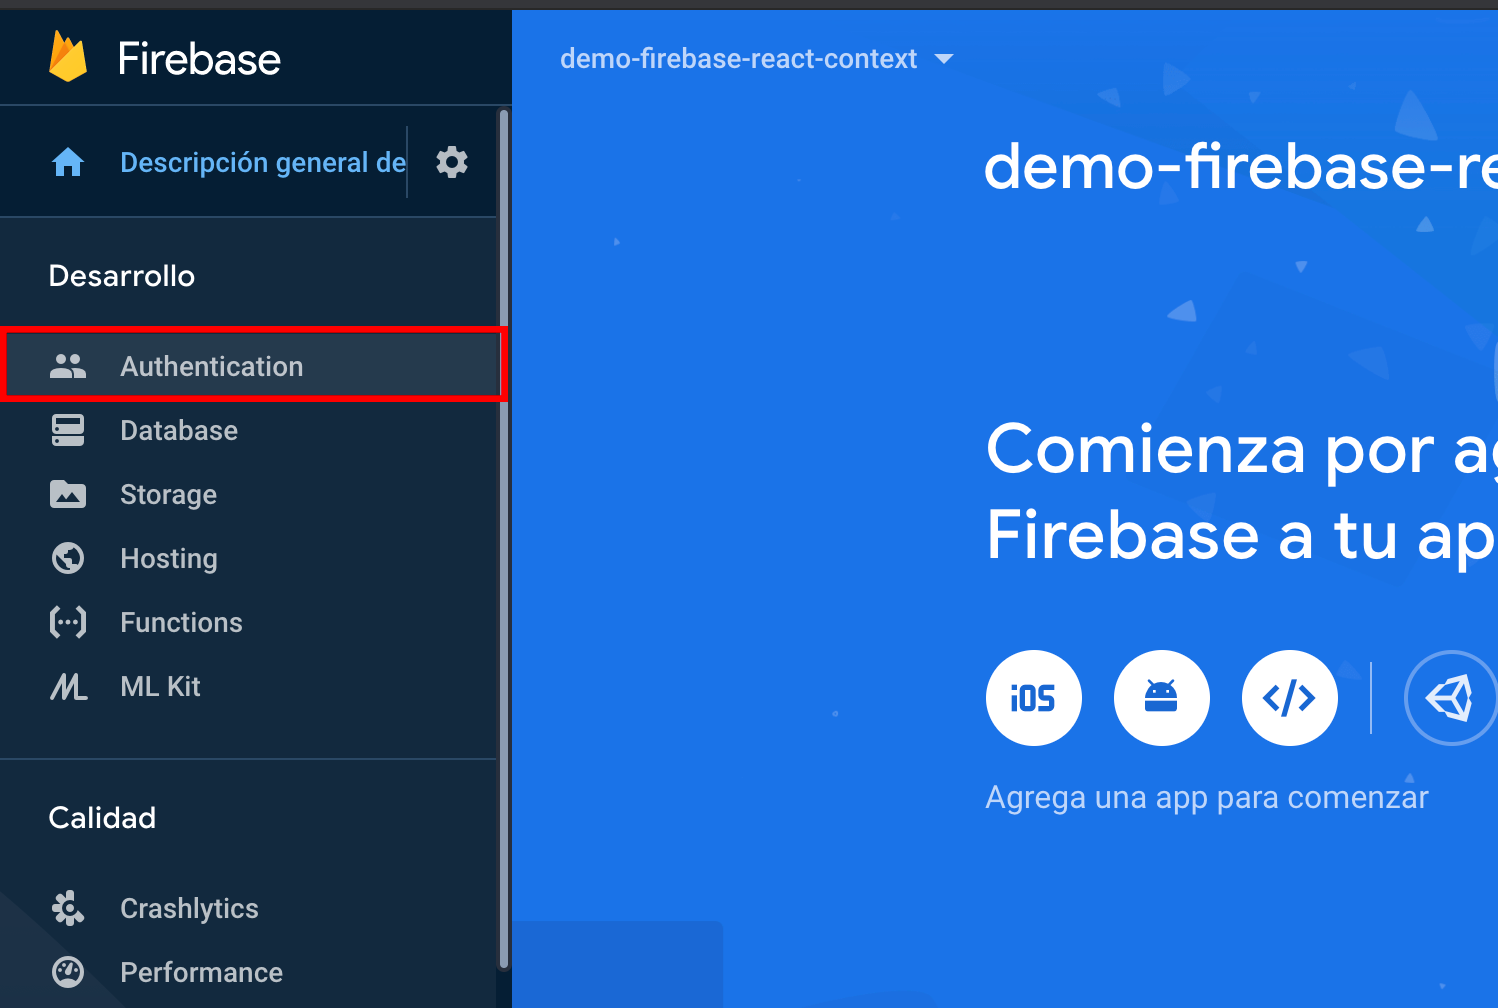 Firebase
demo-firebase-react-context
Descripción general de
demo-firebase-re
Desarrollo
Authentication
Database
Storage
Hosting
Functions
ML Kit
Comienza por ag
Firebase a tu ap
iOS
Agrega una app para comenzar
Calidad
Crashlytics
Performance